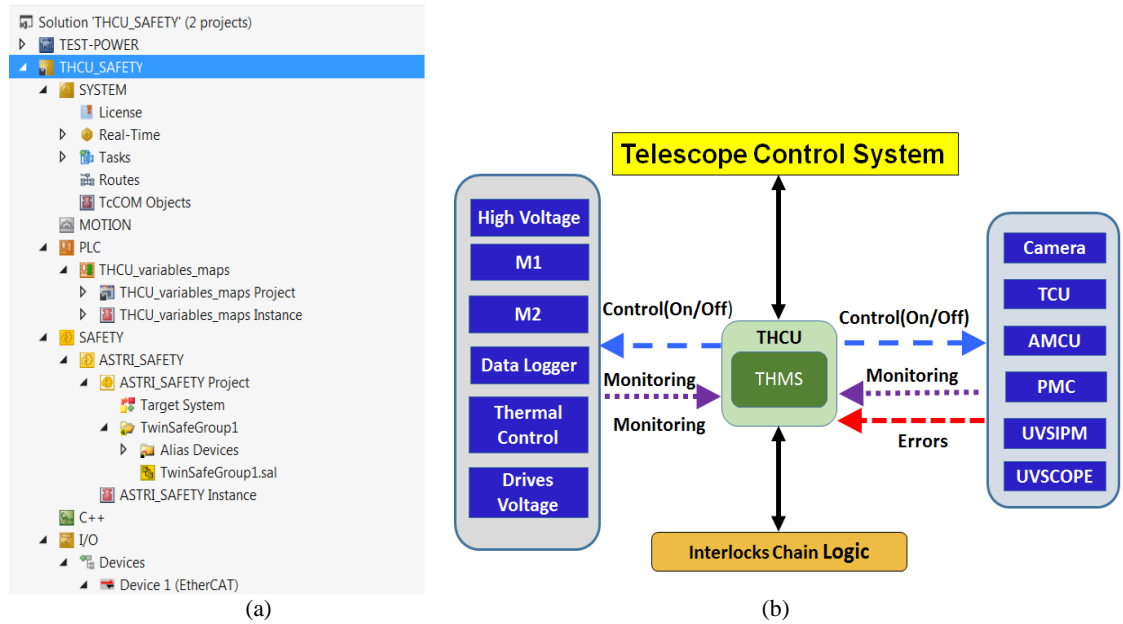 Solution 'THCU_SAFETY' (2 projects)
TEST-POWER
THCU_SAFETY
SYSTEM
License
Real-Time
Tasks
Routes
TcCOM Objects
MOTION
PLC
THCU_variables_maps
THCU_variables_maps Project
THCU_variables_maps Instance
SAFETY
ASTRI_SAFETY
ASTRI_SAFETY Project
Target System
TwinSafeGroup1
Alias Devices
TwinSafeGroup1.sal
ASTRI_SAFETY Instance
C++
I/O
Devices
Device 1 (EtherCAT)
(a)
Telescope Control System
High Voltage
M1
M2
Data Logger
Thermal
Control
Drives
Voltage
Control(On/Off)
Monitoring
Monitoring
THCU
THMS
Control(On/Off)
Monitoring
Errors
Camera
TCU
AMCU
PMC
UVSIPM
UVSCOPE
Interlocks Chain Logic
(b)